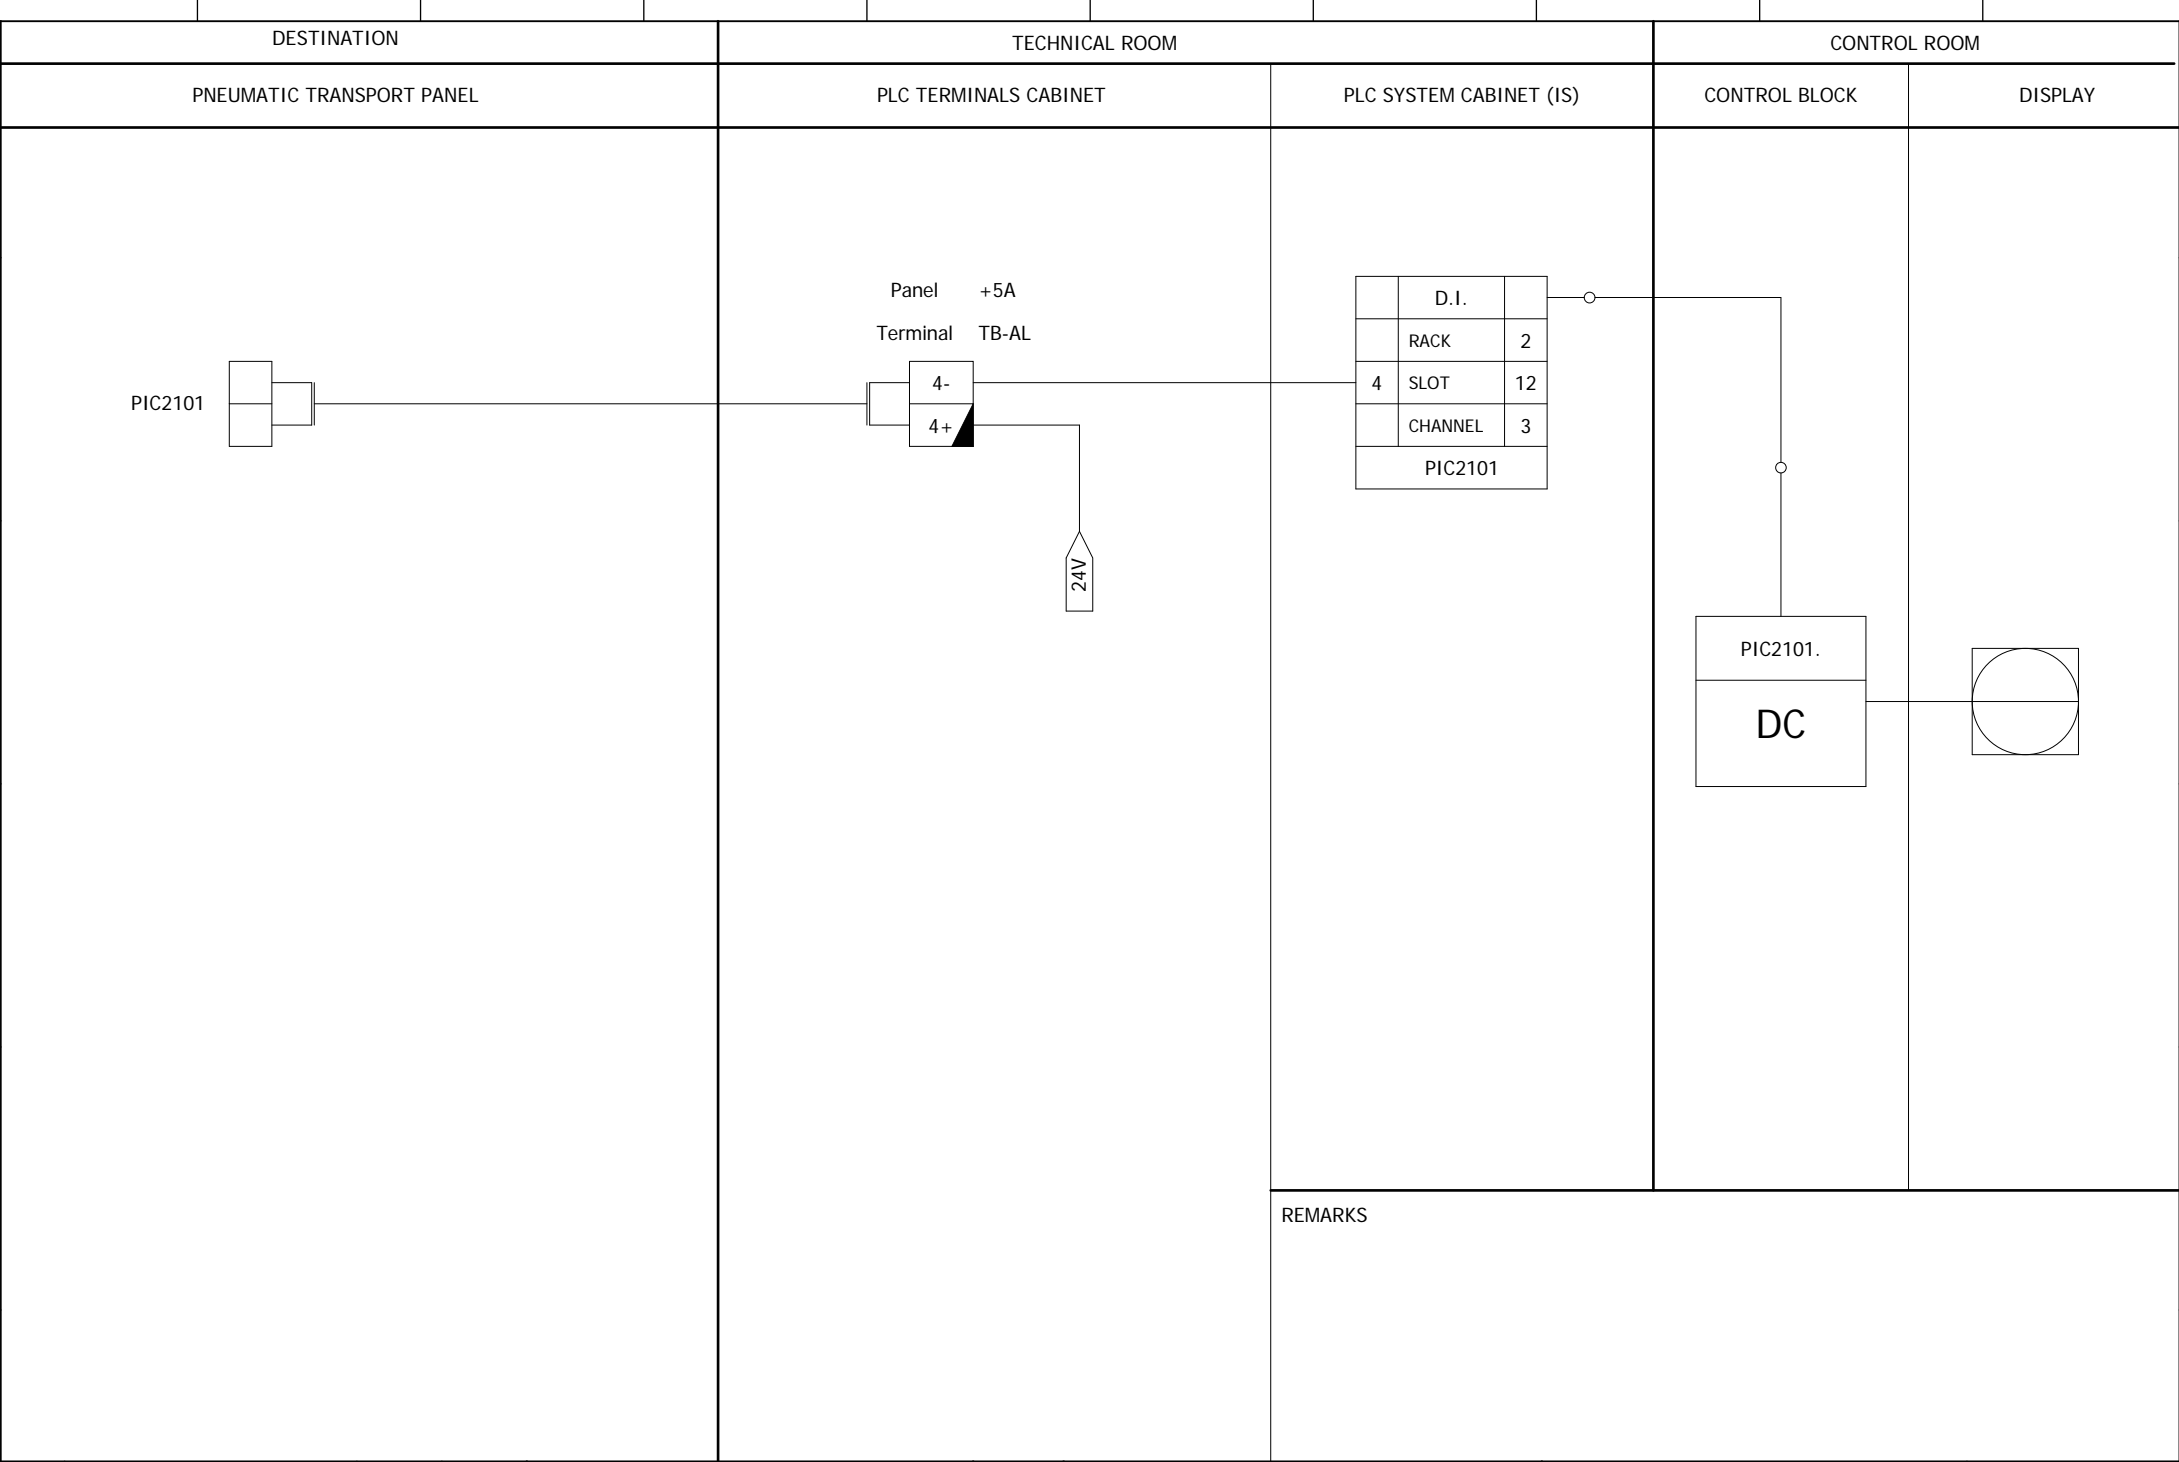 DESTINATION
TECHNICAL ROOM
CONTROL ROOM
PNEUMATIC TRANSPORT PANEL
PLC TERMINALS CABINET
PLC SYSTEM CABINET (IS)
CONTROL BLOCK
DISPLAY
PIC2101
Panel +5A
Terminal TB-AL
4-
4+
24V
D.I.
RACK 2
4 SLOT 12
CHANNEL 3
PIC2101
PIC2101.
DC
REMARKS